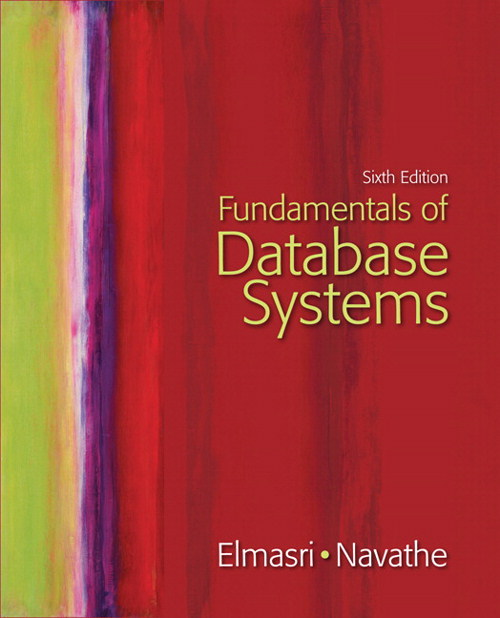 Sixth Edition
Fundamentals of
Database
Systems
Elmasri • Navathe